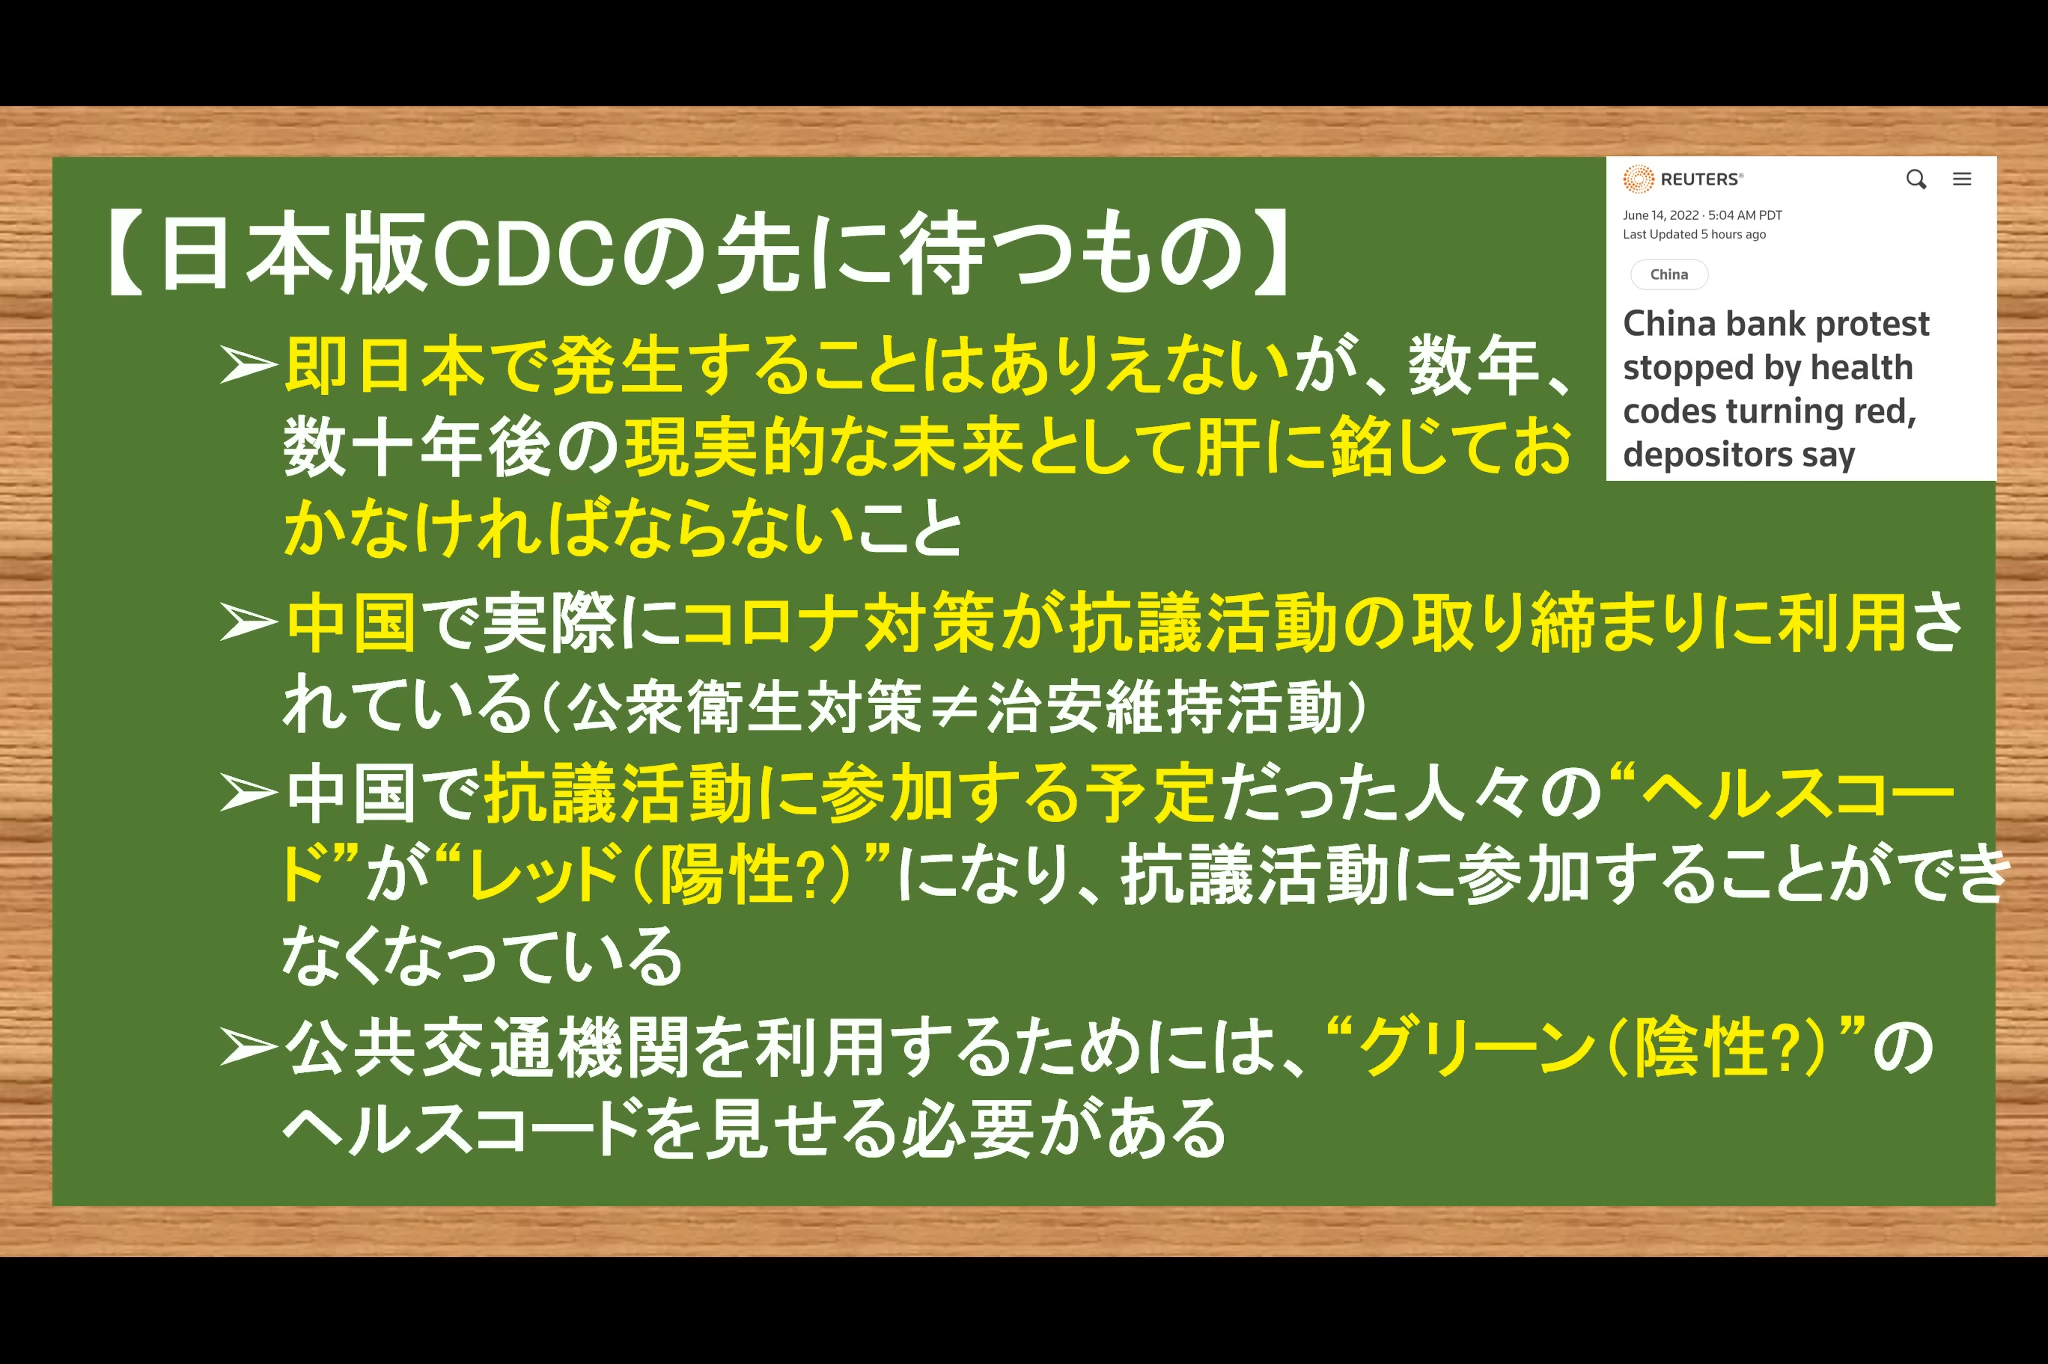 【日本版CDCの先に待つもの】
➢即日本で発生することはありえないが、数年、
数十年後の現実的な未来として肝に銘じてお
かなければならないこと
➢中国で実際にコロナ対策が抗議活動の取り締まりに利用さ
れている（公衆衛生対策≠治安維持活動）
➢中国で抗議活動に参加する予定だった人々の“ヘルスコー
ド”が“レッド（陽性?）”になり、抗議活動に参加することができ
なくなっている
➢公共交通機関を利用するためには、“グリーン（陰性?）”の
ヘルスコードを見せる必要がある
REUTERS®
June 14, 2022 · 5:04 AM PDT
Last Updated 5 hours ago
China
China bank protest
stopped by health
codes turning red,
depositors say